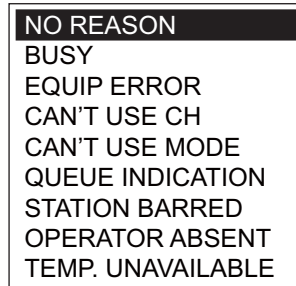 NO REASON
BUSY
EQUIP ERROR
CAN'T USE CH
CAN'T USE MODE
QUEUE INDICATION
STATION BARRED
OPERATOR ABSENT
TEMP. UNAVAILABLE